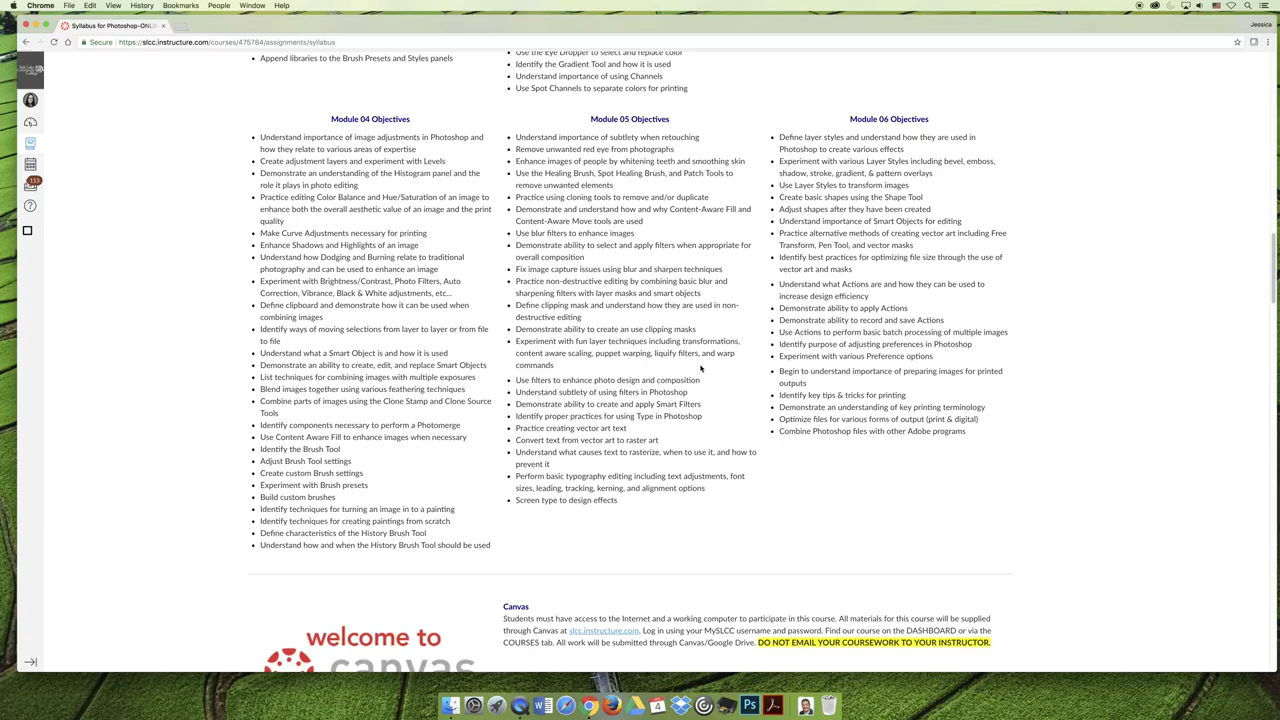 Chrome File Edit View History Bookmarks People Window Help
Syllabus for Photoshop-ONLI
Jessica
Secure https://slcc.instructure.com/courses/475784/assignments/syllabus
Append libraries to the Brush Presets and Styles panels
Use the Eye Dropper to select and replace color
Identify the Gradient Tool and how it is used
Understand importance of using Channels
Use Spot Channels to separate colors for printing
113
Module 04 Objectives
Understand importance of image adjustments in Photoshop and
how they relate to various areas of expertise
Create adjustment layers and experiment with Levels
Demonstrate an understanding of the Histogram panel and the
role it plays in photo editing
Practice editing Color Balance and Hue/Saturation of an image to
enhance both the overall aesthetic value of an image and the print
quality
Make Curve Adjustments necessary for printing
Enhance Shadows and Highlights of an image
Understand how Dodging and Burning relate to traditional
photography and can be used to enhance an image
Experiment with Brightness/Contrast, Photo Filters, Auto
Correction, Vibrance, Black & White adjustments, etc...
Define clipboard and demonstrate how it can be used when
combining images
Identify ways of moving selections from layer to layer or from file
to file
Understand what a Smart Object is and how it is used
Demonstrate an ability to create, edit, and replace Smart Objects
List techniques for combining images with multiple exposures
Blend images together using various feathering techniques
Combine parts of images using the Clone Stamp and Clone Source
Tools
Identify components necessary to perform a Photomerge
Use Content Aware Fill to enhance images when necessary
Identify the Brush Tool
Adjust Brush Tool settings
Create custom Brush settings
Experiment with Brush presets
Build custom brushes
Identify techniques for turning an image in to a painting
Identify techniques for creating paintings from scratch
Define characteristics of the History Brush Tool
Understand how and when the History Brush Tool should be used
Module 05 Objectives
Understand importance of subtlety when retouching
Remove unwanted red eye from photographs
Enhance images of people by whitening teeth and smoothing skin
Use the Healing Brush, Spot Healing Brush, and Patch Tools to
remove unwanted elements
Practice using cloning tools to remove and/or duplicate
Demonstrate and understand how and why Content-Aware Fill and
Content-Aware Move tools are used
Use blur filters to enhance images
Demonstrate ability to select and apply filters when appropriate for
overall composition
Fix image capture issues using blur and sharpen techniques
Practice non-destructive editing by combining basic blur and
sharpening filters with layer masks and smart objects
Define clipping mask and understand how they are used in non-
destructive editing
Demonstrate ability to create an use clipping masks
Experiment with fun layer techniques including transformations,
content aware scaling, puppet warping, liquify filters, and warp
commands
Use filters to enhance photo design and composition
Understand subtlety of using filters in Photoshop
Demonstrate ability to create and apply Smart Filters
Identify proper practices for using Type in Photoshop
Practice creating vector art text
Convert text from vector art to raster art
Understand what causes text to rasterize, when to use it, and how to
prevent it
Perform basic typography editing including text adjustments, font
sizes, leading, tracking, kerning, and alignment options
Screen type to design effects
Module 06 Objectives
Define layer styles and understand how they are used in
Photoshop to create various effects
Experiment with various Layer Styles including bevel, emboss,
shadow, stroke, gradient, & pattern overlays
Use Layer Styles to transform images
Create basic shapes using the Shape Tool
Adjust shapes after they have been created
Understand importance of Smart Objects for editing
Practice alternative methods of creating vector art including Free
Transform, Pen Tool, and vector masks
Identify best practices for optimizing file size through the use of
vector art and masks
Understand what Actions are and how they can be used to
increase design efficiency
Demonstrate ability to apply Actions
Demonstrate ability to record and save Actions
Use Actions to perform basic batch processing of multiple images
Identify purpose of adjusting preferences in Photoshop
Experiment with various Preference options
Begin to understand importance of preparing images for printed
outputs
Identify key tips & tricks for printing
Demonstrate an understanding of key printing terminology
Optimize files for various forms of output (print & digital)
Combine Photoshop files with other Adobe programs
welcome to
canvas
Canvas
Students must have access to the Internet and a working computer to participate in this course. All materials for this course will be supplied
through Canvas at slcc.instructure.com. Log in using your MySLCC username and password. Find our course on the DASHBOARD or via the
COURSES tab. All work will be submitted through Canvas/Google Drive. DO NOT EMAIL YOUR COURSEWORK TO YOUR INSTRUCTOR.
4
Ps